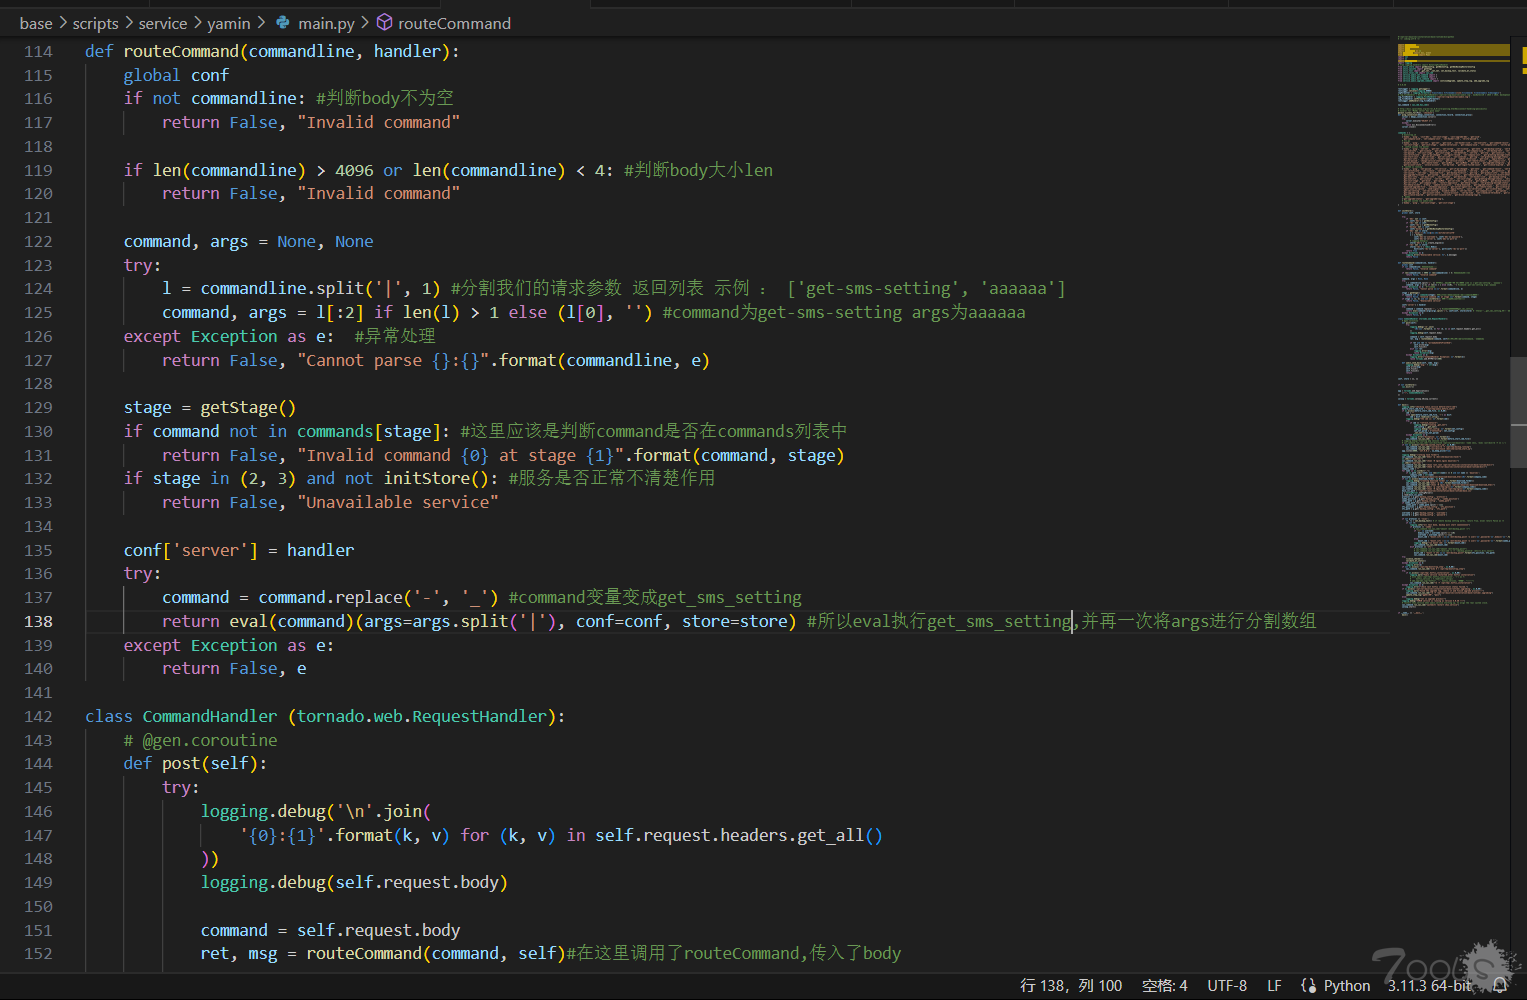 base > scripts > service > yamin > main.py > routeCommand
114 def routeCommand(commandline, handler):
115 global conf
116 if not commandline: #判断body不为空
117 return False, "Invalid command"
118
119 if len(commandline) > 4096 or len(commandline) < 4: #判断body大小len
120 return False, "Invalid command"
121
122 command, args = None, None
123 try:
124 l = commandline.split('|', 1) #分割我们的请求参数 返回列表 示例 : ['get-sms-setting', 'aaaaaa']
125 command, args = l[:2] if len(l) > 1 else (l[0], '') #command为get-sms-setting args为aaaaaa
126 except Exception as e: #异常处理
127 return False, "Cannot parse {}:{}".format(commandline, e)
128
129 stage = getStage()
130 if command not in commands[stage]: #这里应该是判断command是否在commands列表中
131 return False, "Invalid command {0} at stage {1}".format(command, stage)
132 if stage in (2, 3) and not initStore(): #服务是否正常不清楚作用
133 return False, "Unavailable service"
134
135 conf['server'] = handler
136 try:
137 command = command.replace('-', '_') #command变量变成get_sms_setting
138 return eval(command)(args=args.split('|'), conf=conf, store=store) #所以eval执行get_sms_setting,并再一次将args进行分割数组
139 except Exception as e:
140 return False, e
141
142 class CommandHandler (tornado.web.RequestHandler):
143 # @gen.coroutine
144 def post(self):
145 try:
146 logging.debug('\n'.join(
147 '{0}:{1}'.format(k, v) for (k, v) in self.request.headers.get_all()
148 ))
149 logging.debug(self.request.body)
150
151 command = self.request.body
152 ret, msg = routeCommand(command, self)#在这里调用了routeCommand,传入了body
行 138，列 100 空格: 4 UTF-8 LF Python 3.11.3 64-bit